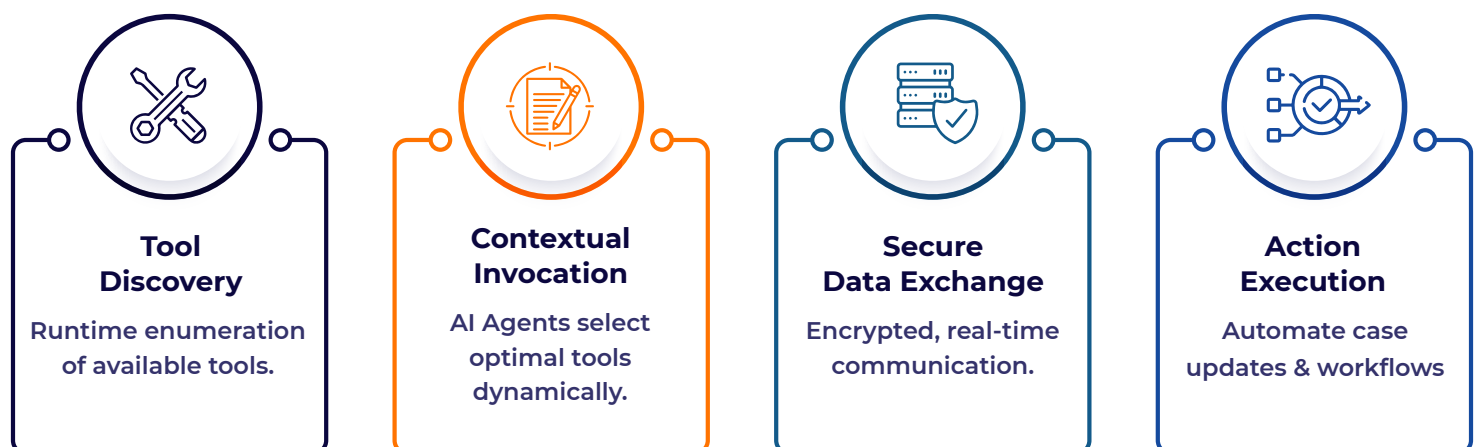 Tool
Discovery
Runtime enumeration
of available tools.
Contextual
Invocation
AI Agents select
optimal tools
dynamically.
Secure
Data Exchange
Encrypted, real-time
communication.
Action
Execution
Automate case
updates & workflows